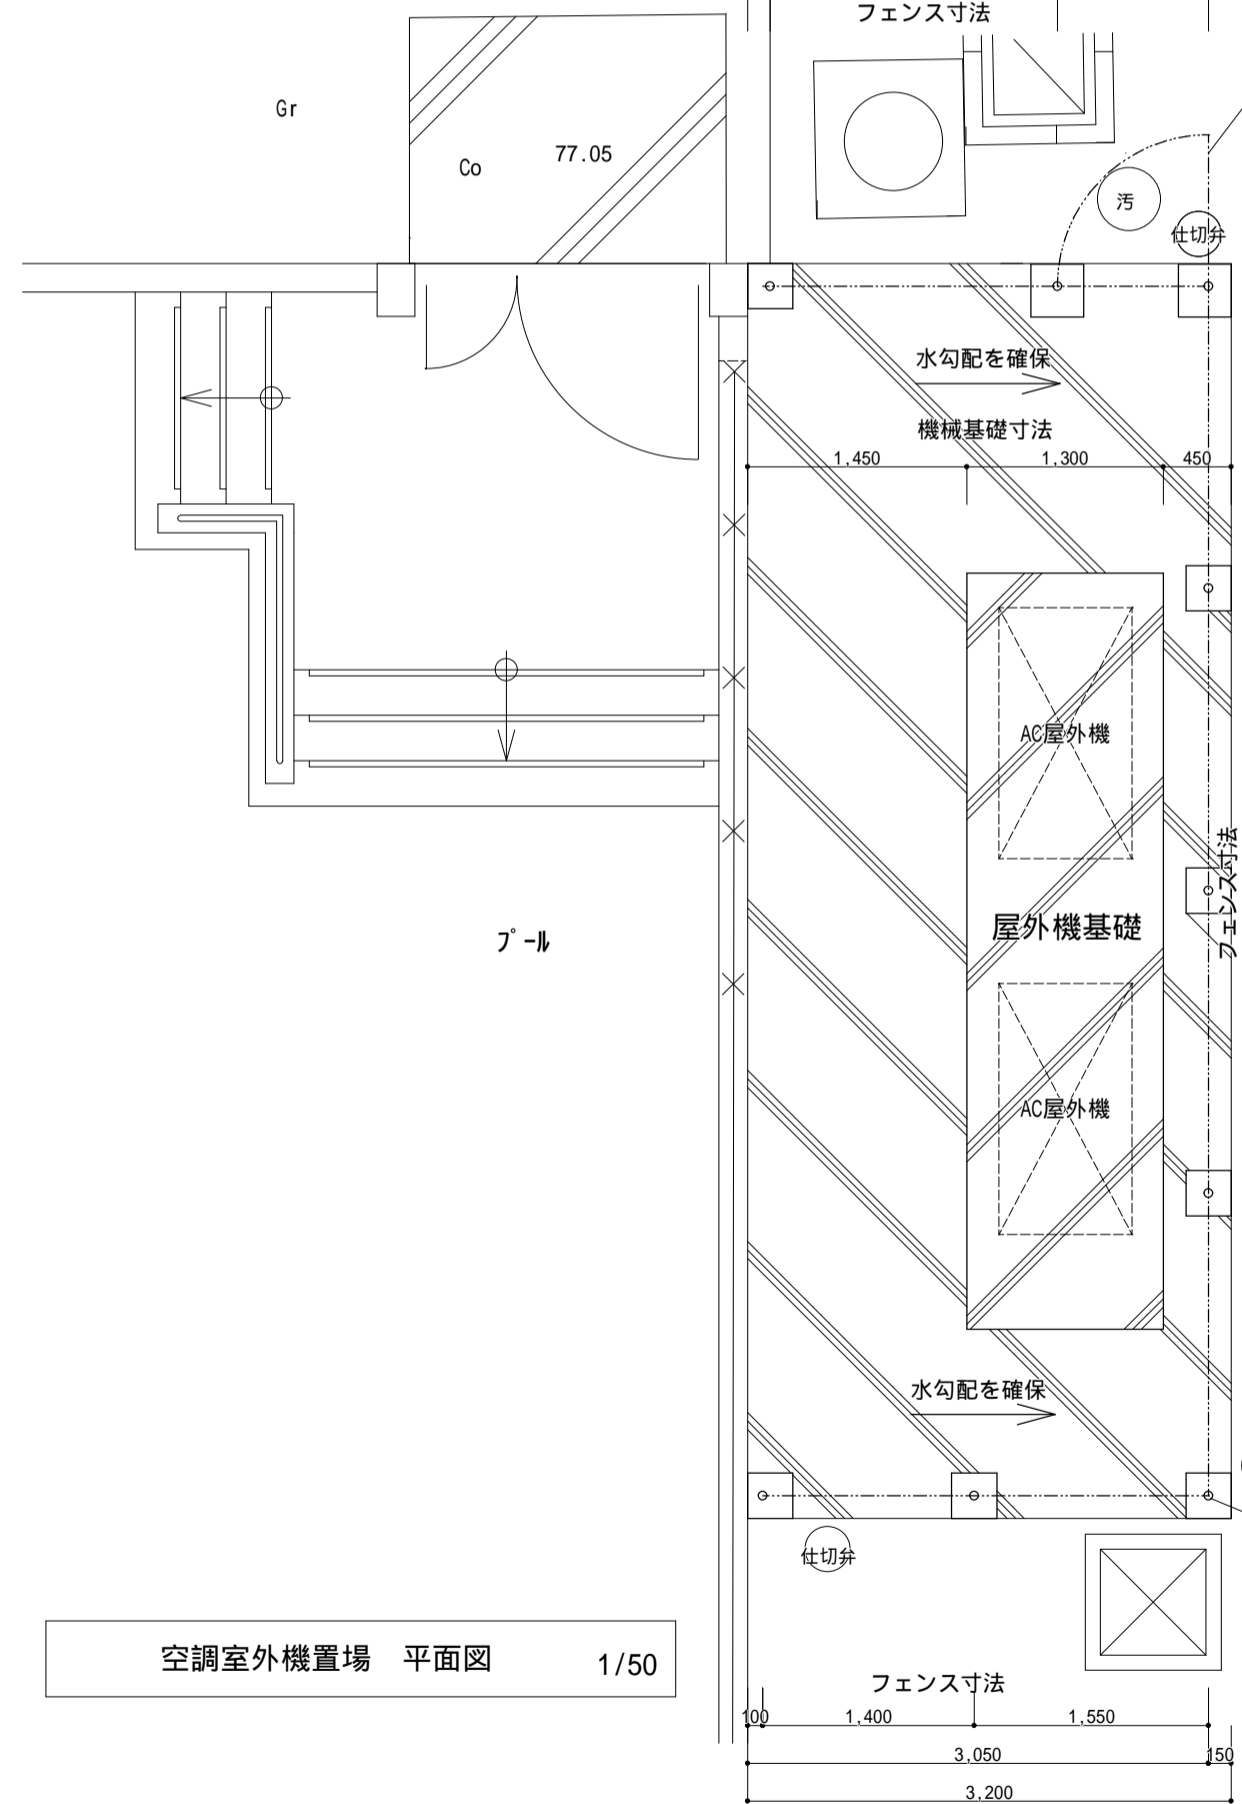 フェンス寸法
Gr
Co
77.05
汚
仕切弁
水勾配を確保
機械基礎寸法
1,450
1,300
450
AC屋外機
フェンス寸法
屋外機基礎
プール
AC屋外機
水勾配を確保
仕切弁
空調室外機置場 平面図 1/50
フェンス寸法
100
1,400
1,550
3,050
150
3,200